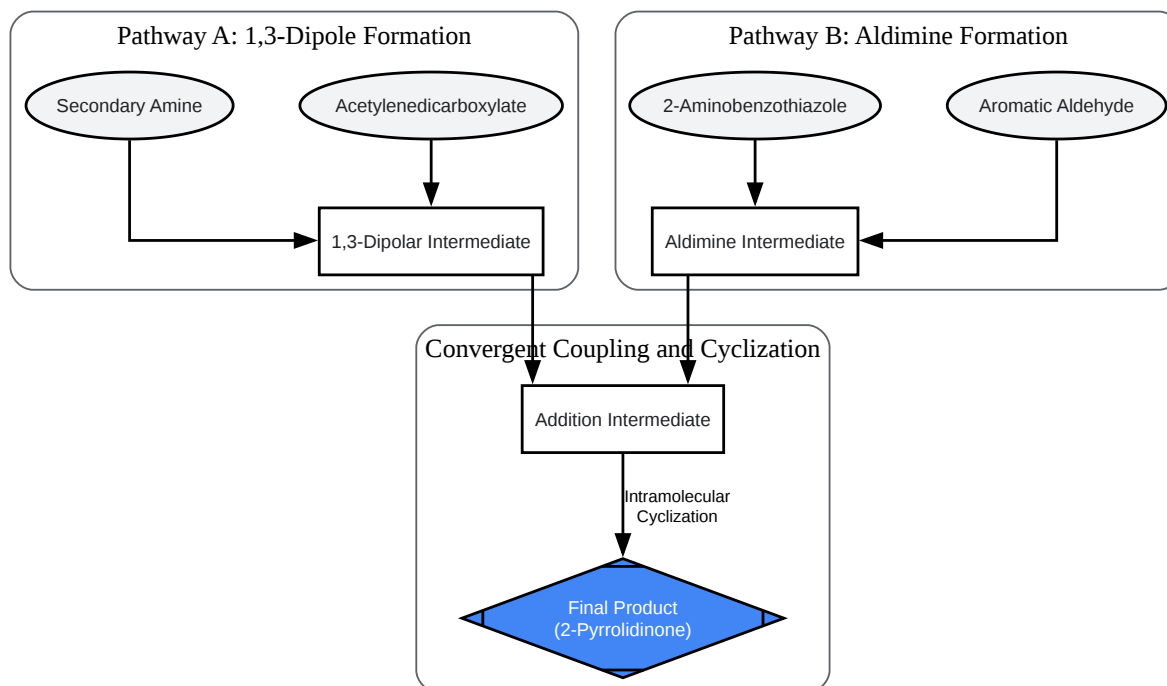 Pathway A: 1,3-Dipole Formation
Secondary Amine
Acetylenedicarboxylate
1,3-Dipolar Intermediate
Pathway B: Aldimine Formation
2-Aminobenzothiazole
Aromatic Aldehyde
Aldimine Intermediate
Convergent Coupling and Cyclization
Addition Intermediate
Intramolecular
Cyclization
Final Product
(2-Pyrrolidinone)